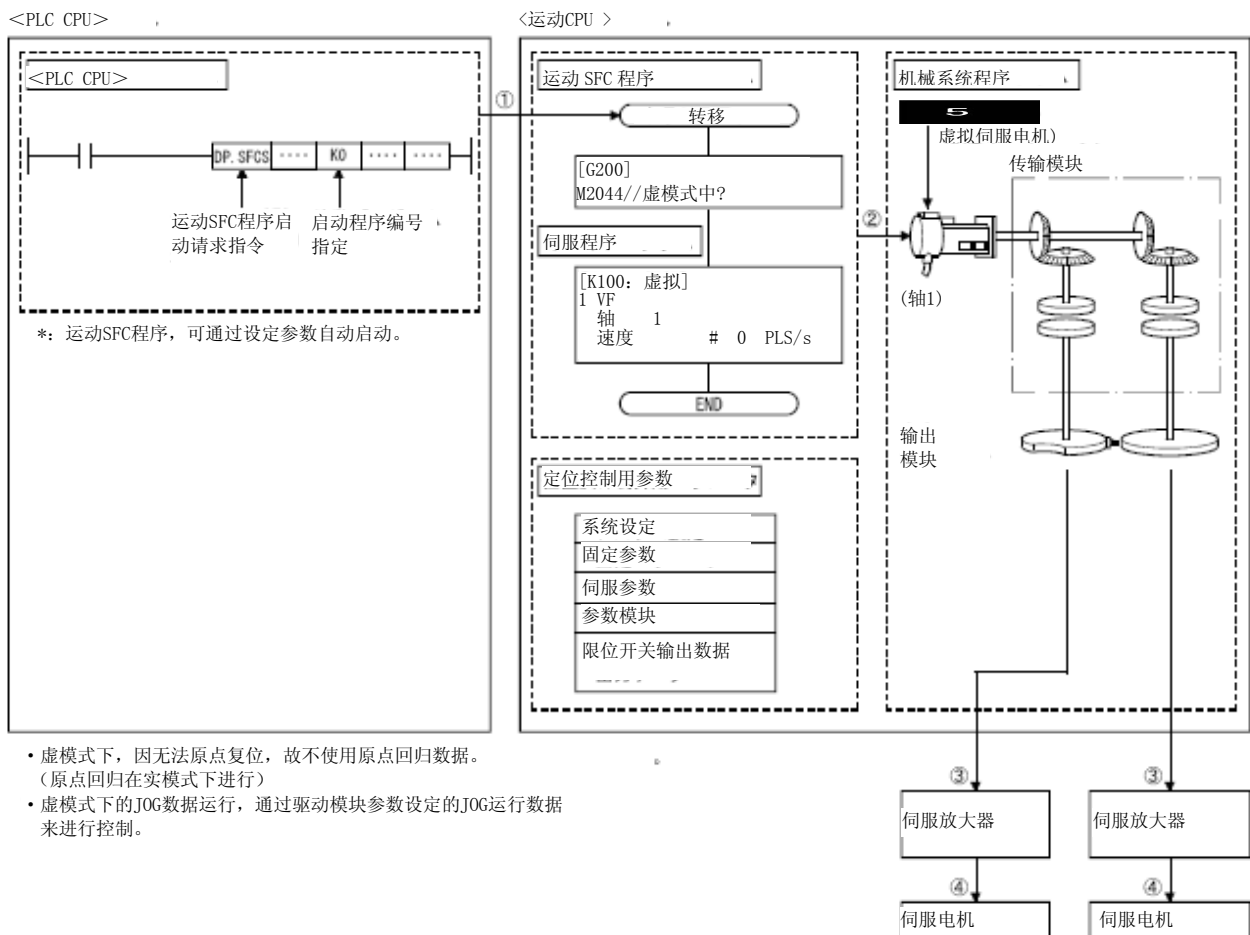 <PLC CPU>
<运动CPU >
<PLC CPU>
DP.SFCS ···· K0 ···· ····
运动SFC程序启
动请求指令
启动程序编号
指定
*: 运动SFC程序，可通过设定参数自动启动。
①
运动 SFC 程序
转移
[G200]
M2044//虚模式中?
伺服程序
[K100: 虚拟]
1 VF
轴 1
速度 # 0 PLS/s
END
定位控制用参数
系统设定
固定参数
伺服参数
参数模块
限位开关输出数据
②
机械系统程序
5
虚拟伺服电机)
传输模块
(轴1)
输出
模块
•虚模式下，因无法原点复位，故不使用原点回归数据。
（原点回归在实模式下进行）
•虚模式下的JOG数据运行，通过驱动模块参数设定的JOG运行数据
来进行控制。
③ ③
伺服放大器 伺服放大器
④ ④
伺服电机 伺服电机